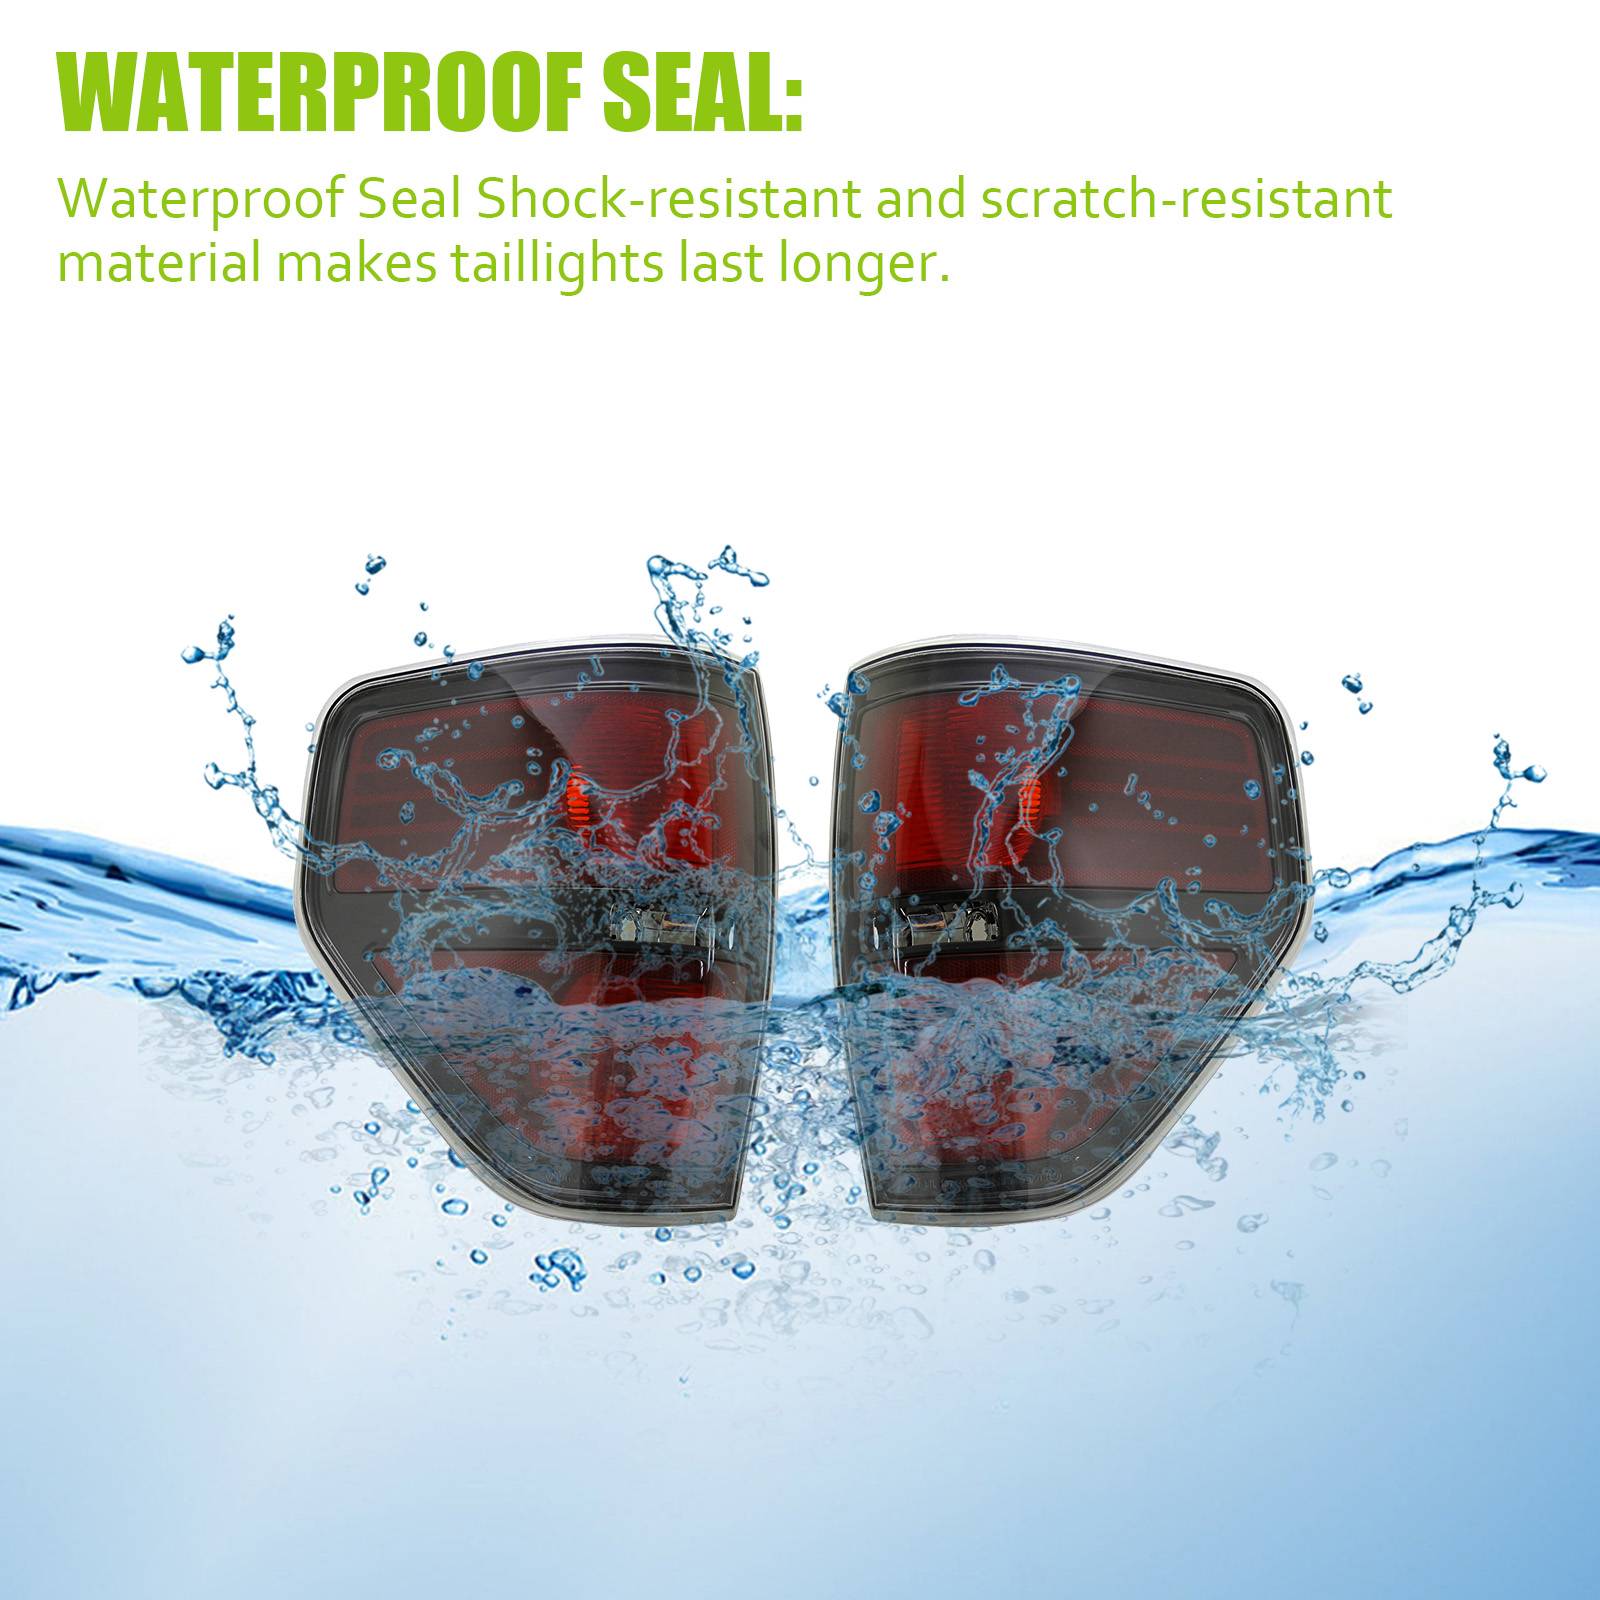 WATERPROOF SEAL:
Waterproof Seal Shock-resistant and scratch-resistant
material makes taillights last longer.